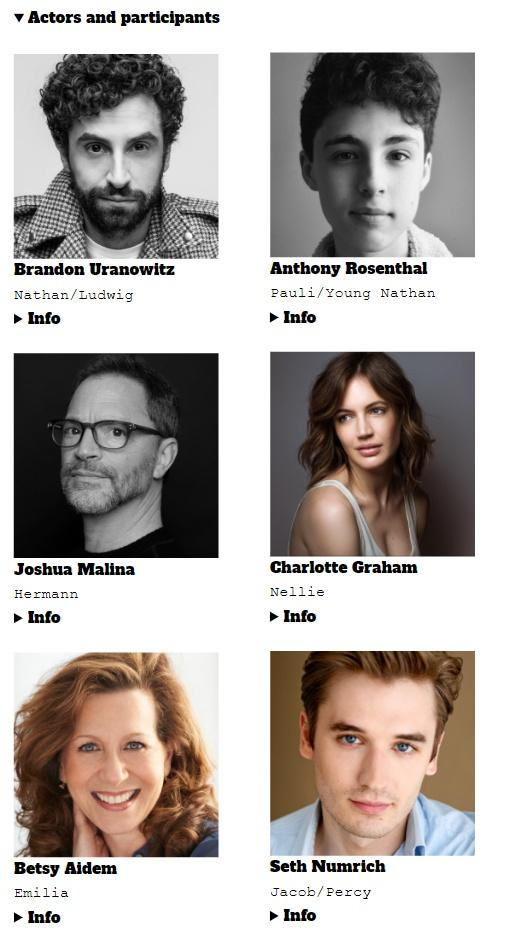 ▼ Actors and participants
Brandon Uranowitz
Nathan/Ludwig
▶ Info
Anthony Rosenthal
Pauli/Young Nathan
▶ Info
Joshua Malina
Hermann
▶ Info
Charlotte Graham
Nellie
▶ Info
Betsy Aidem
Emilia
▶ Info
Seth Numrich
Jacob/Percy
▶ Info